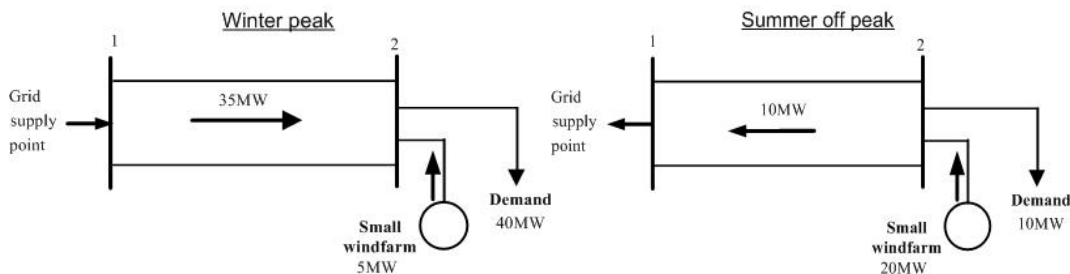 Winter peak
1
2
Grid
supply
point
35MW
Demand
40MW
Small
windfarm
5MW
Summer off peak
1
2
Grid
supply
point
10MW
Demand
10MW
Small
windfarm
20MW